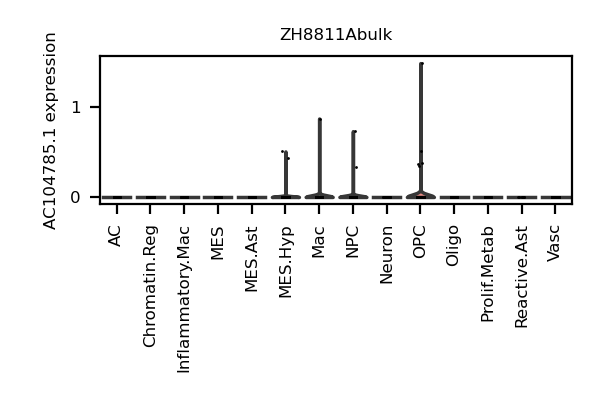 ZH8811Abulk
AC104785.1 expression
1
0
AC
Chromatin.Reg
Inflammatory.Mac
MES
MES.Ast
MES.Hyp
Mac
NPC
Neuron
OPC
Oligo
Prolif.Metab
Reactive.Ast
Vasc